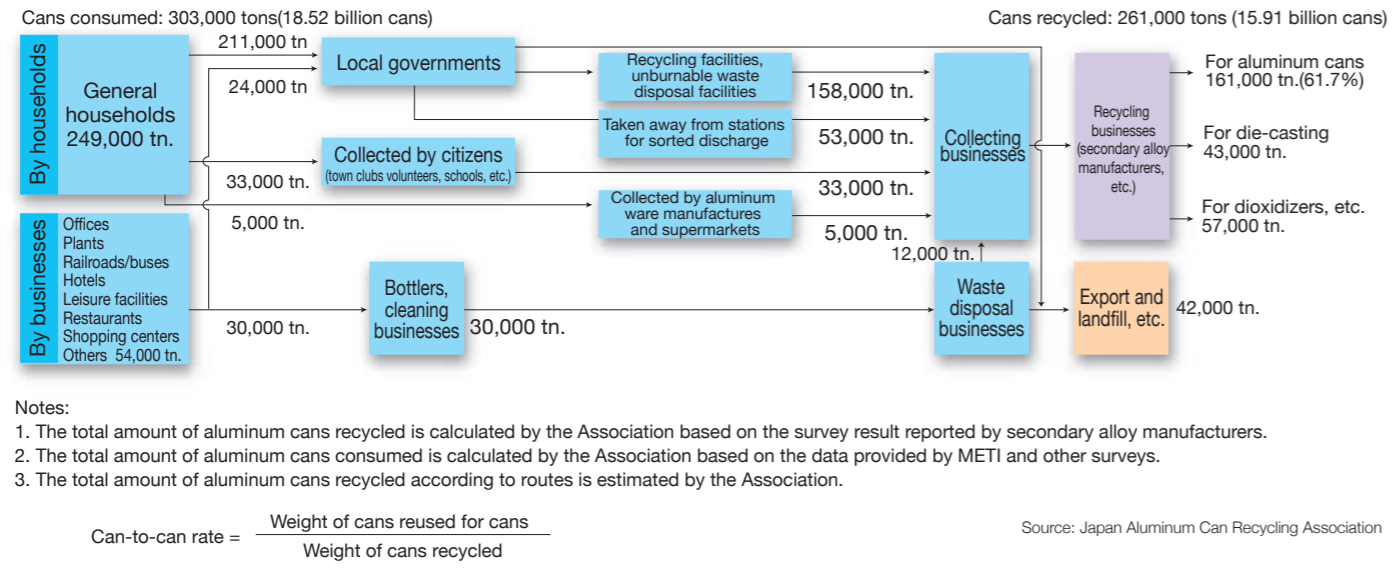 Cans consumed: 303,000 tons(18.52 billion cans)
Cans recycled: 261,000 tons (15.91 billion cans)
By households
General
households
249,000 tn.
211,000 tn
24,000 tn
33,000 tn.
5,000 tn.
Local governments
Collected by citizens
(town clubs volunteers, schools, etc.)
Recycling facilities,
unburnable waste
disposal facilities
158,000 tn.
Taken away from stations
for sorted discharge
53,000 tn.
33,000 tn.
Collected by aluminum
ware manufactures
and supermarkets
5,000 tn.
Collecting
businesses
12,000 tn.
Recycling
businesses
(secondary alloy
manufacturers,
etc.)
For aluminum cans
161,000 tn.(61.7%)
For die-casting
43,000 tn.
For dioxidizers, etc.
57,000 tn.
By businesses
Offices
Plants
Railroads/buses
Hotels
Leisure facilities
Restaurants
Shopping centers
Others 54,000 tn.
30,000 tn.
Bottlers,
cleaning
businesses
30,000 tn.
Waste
disposal
businesses
Export and
landfill, etc.
42,000 tn.
Notes:
1. The total amount of aluminum cans recycled is calculated by the Association based on the survey result reported by secondary alloy manufacturers.
2. The total amount of aluminum cans consumed is calculated by the Association based on the data provided by METI and other surveys.
3. The total amount of aluminum cans recycled according to routes is estimated by the Association.
Can-to-can rate =
Weight of cans reused for cans
Weight of cans recycled
Source: Japan Aluminum Can Recycling Association